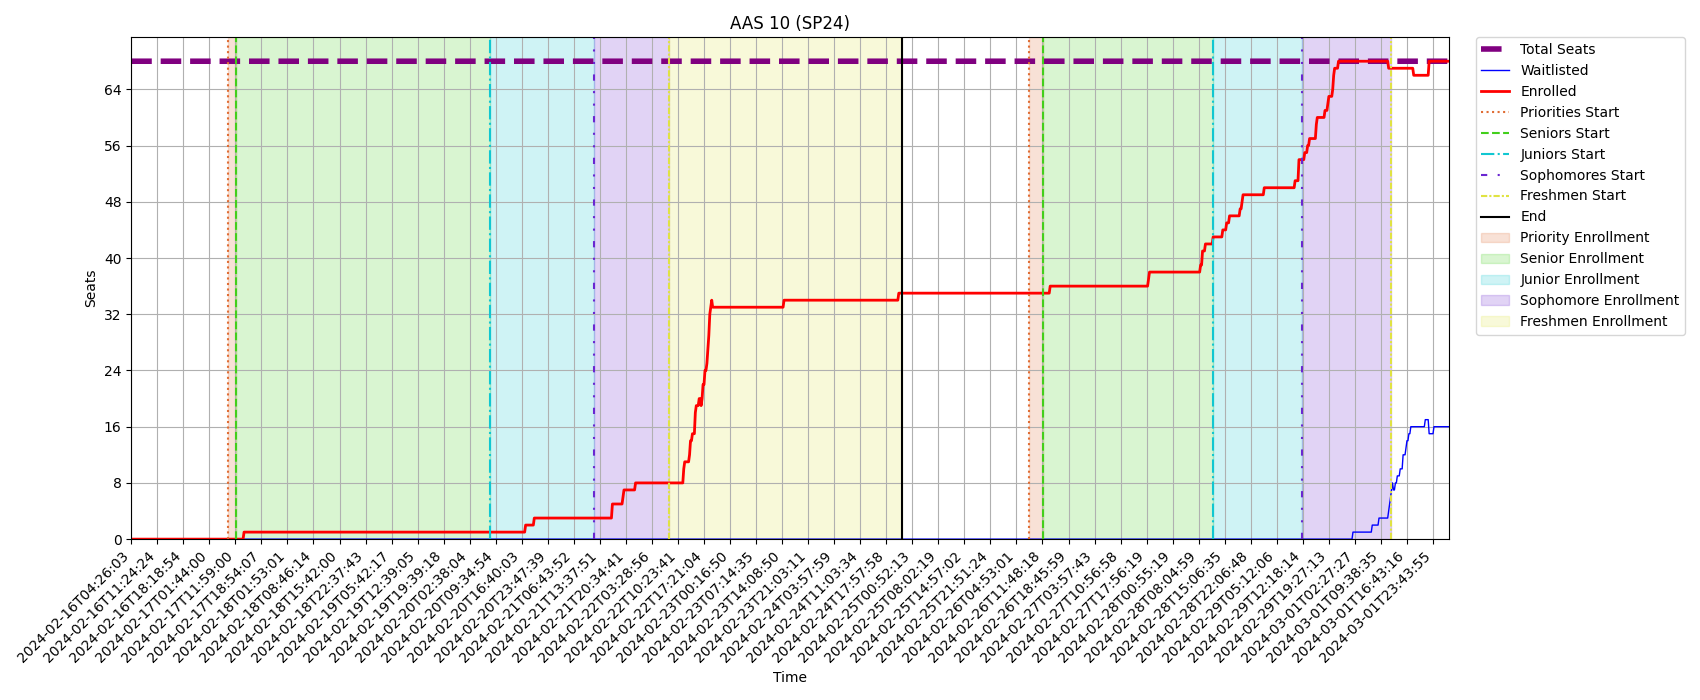 AAS 10 (SP24)
Seats
64
56
48
40
32
24
16
8
0
2024-02-16T04:26:03
2024-02-16T11:24:24
2024-02-16T18:18:54
2024-02-17T01:44:00
2024-02-17T11:59:00
2024-02-17T18:54:07
2024-02-18T01:53:01
2024-02-18T08:46:14
2024-02-18T15:42:00
2024-02-18T22:37:43
2024-02-19T05:42:17
2024-02-19T12:39:05
2024-02-19T19:39:18
2024-02-20T02:38:04
2024-02-20T09:34:54
2024-02-20T16:40:03
2024-02-20T23:47:39
2024-02-21T06:43:52
2024-02-21T13:37:51
2024-02-21T20:34:41
2024-02-22T03:28:56
2024-02-22T10:23:41
2024-02-22T17:21:04
2024-02-23T00:16:50
2024-02-23T07:14:35
2024-02-23T14:08:50
2024-02-23T21:03:11
2024-02-24T03:57:59
2024-02-24T11:03:34
2024-02-24T17:57:58
2024-02-25T00:52:13
2024-02-25T08:02:19
2024-02-25T14:57:02
2024-02-25T21:51:24
2024-02-26T04:53:01
2024-02-26T11:48:18
2024-02-26T18:45:59
2024-02-27T03:57:43
2024-02-27T10:56:58
2024-02-27T17:56:19
2024-02-28T00:55:19
2024-02-28T08:04:59
2024-02-28T15:06:35
2024-02-28T22:06:48
2024-02-29T05:12:06
2024-02-29T12:18:14
2024-02-29T19:27:13
2024-03-01T02:27:27
2024-03-01T09:38:35
2024-03-01T16:43:16
2024-03-01T23:43:55
Time
Total Seats
Waitlisted
Enrolled
Priorities Start
Seniors Start
Juniors Start
Sophomores Start
Freshmen Start
End
Priority Enrollment
Senior Enrollment
Junior Enrollment
Sophomore Enrollment
Freshmen Enrollment